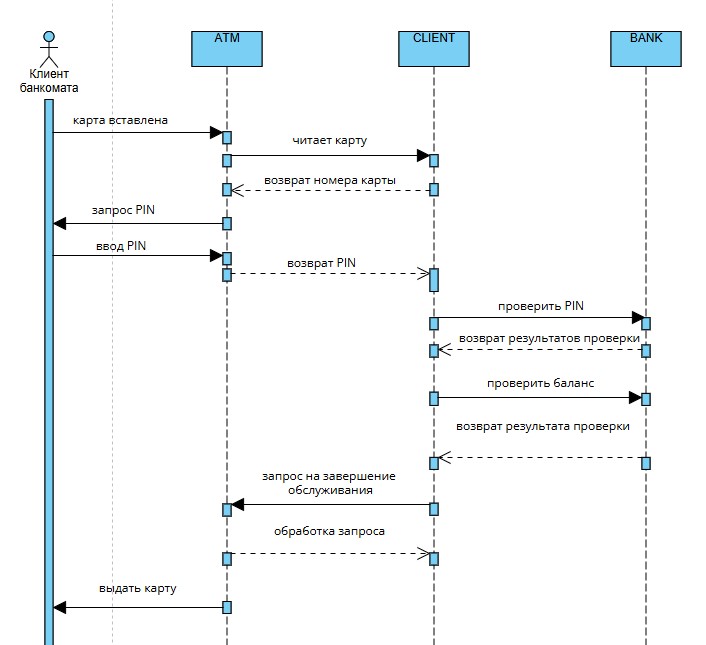 ATM
CLIENT
BANK
Клиент
банкомата
карта вставлена
читает карту
возврат номера карты
запрос PIN
ввод PIN
возврат PIN
проверить PIN
возврат результатов проверки
проверить баланс
возврат результата проверки
запрос на завершение
обслуживания
обработка запроса
выдать карту